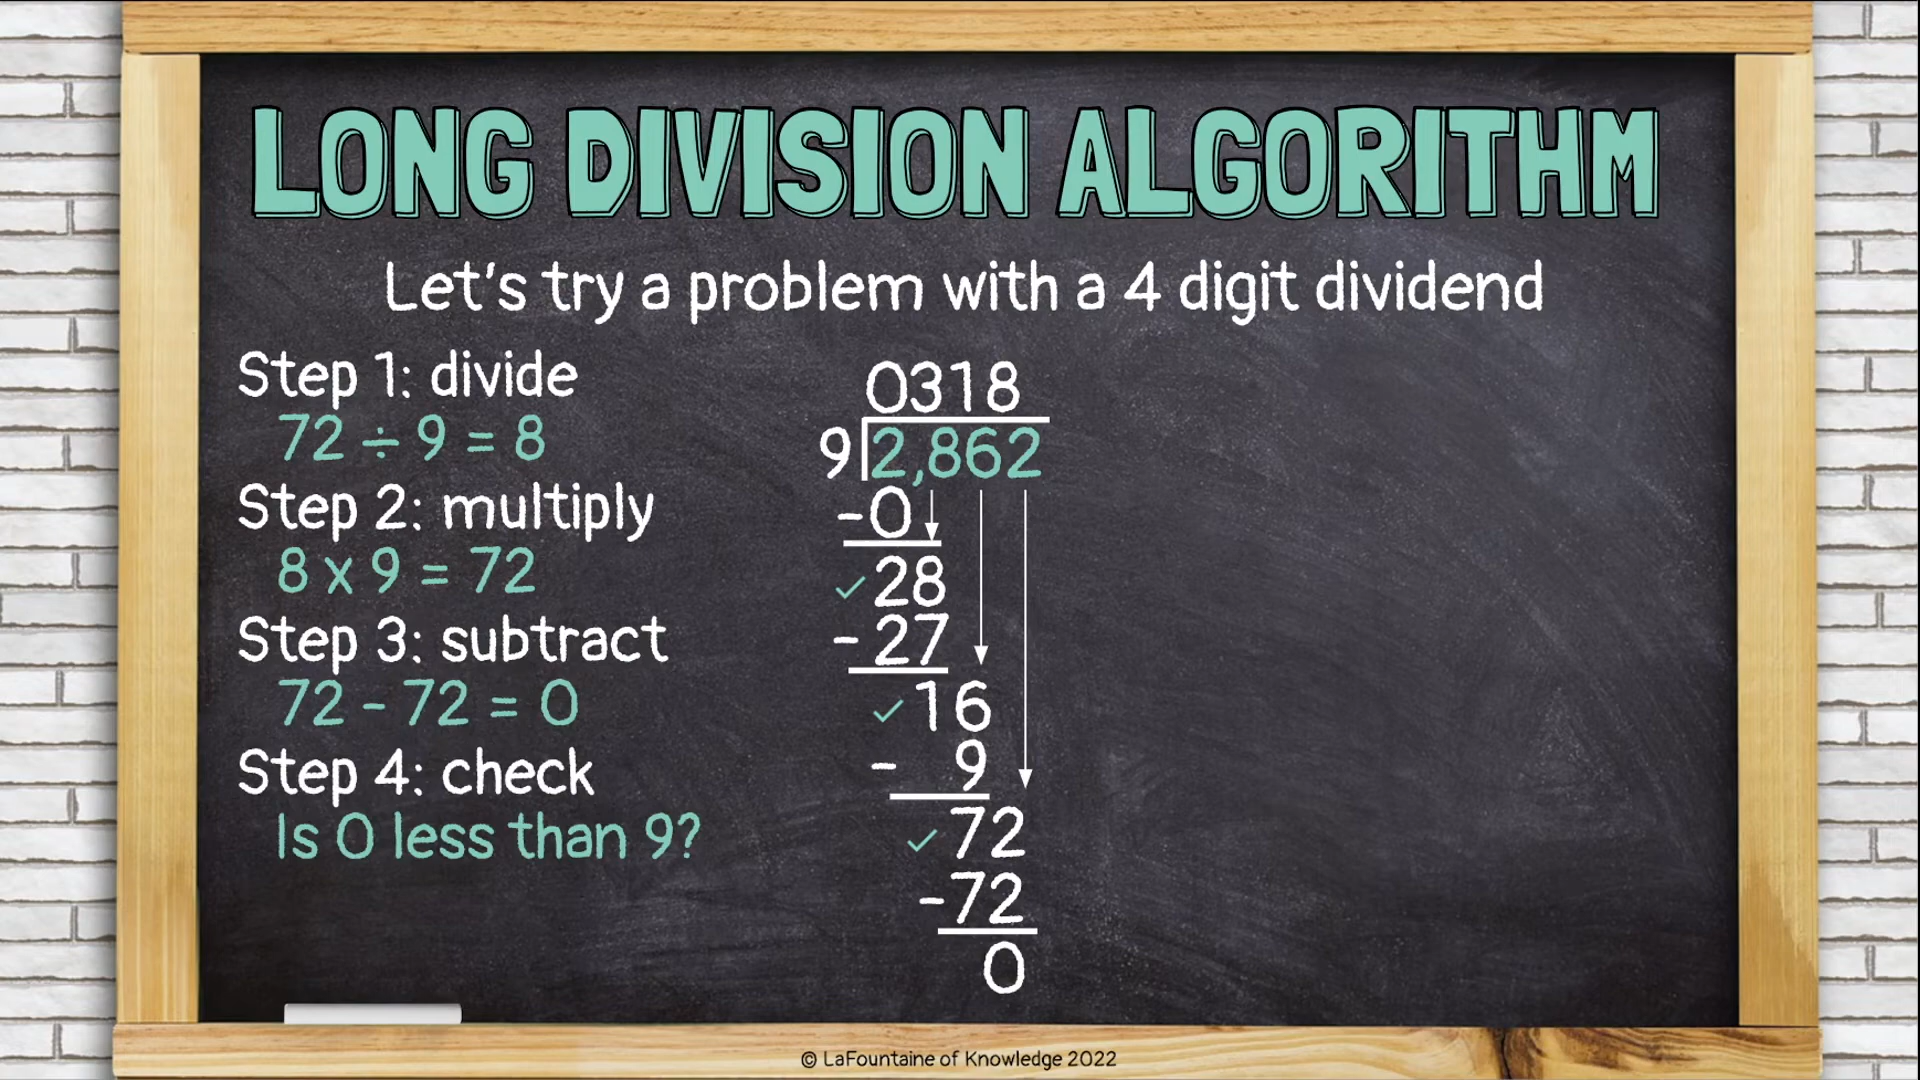 LONG DIVISION ALGORITHM
Let's try a problem with a 4 digit dividend
Step 1: divide
72 ÷ 9 = 8
Step 2: multiply
8 x 9 = 72
Step 3: subtract
72 - 72 = 0
Step 4: check
Is 0 less than 9?
0318
9 2,862
-0
✓28
- 27
✓16
- 9
✓72
-72
0
© LaFountaine of Knowledge 2022